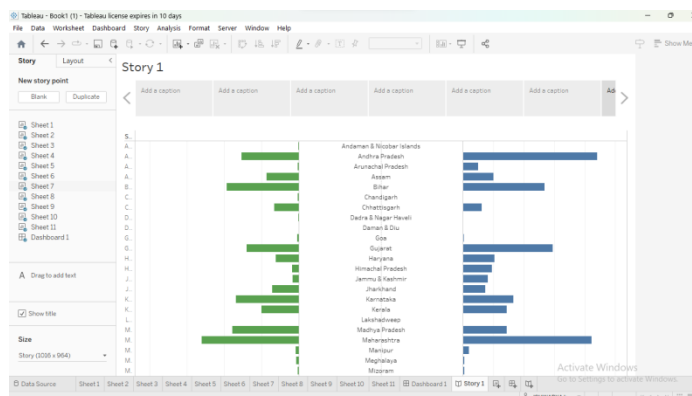 Tableau - Book1 (1) - Tableau license expires in 10 days
File Data Worksheet Dashboard Story Analysis Format Server Window Help
Show Me
Story Layout
New story point
Blank Duplicate
Sheet 1
Sheet 2
Sheet 3
Sheet 4
Sheet 5
Sheet 6
Sheet 7
Sheet 8
Sheet 9
Sheet 10
Sheet 11
Dashboard 1
A Drag to add text
Show title
Size
Story (1016 x 964)
Story 1
Add a caption Add a caption Add a caption Add a caption Add a caption Add a caption Ad
S..
A.. Andaman & Nicobar Islands
A.. Andhra Pradesh
A.. Arunachal Pradesh
A.. Assam
B.. Bihar
C.. Chandigarh
C.. Chhattisgarh
D.. Dadra & Nagar Haveli
D.. Daman & Diu
G.. Goa
G.. Gujarat
H.. Haryana
H.. Himachal Pradesh
J.. Jammu & Kashmir
J.. Jharkhand
K.. Karnataka
K.. Kerala
L.. Lakshadweep
M. Madhya Pradesh
M. Maharashtra
M. Manipur
M. Meghalaya
M. Mizoram
Activate Windows
Go to Settings to activate Windows.
Data Source Sheet 1 Sheet 2 Sheet 3 Sheet 4 Sheet 5 Sheet 6 Sheet 7 Sheet 8 Sheet 9 Sheet 10 Sheet 11 Dashboard 1 Story 1